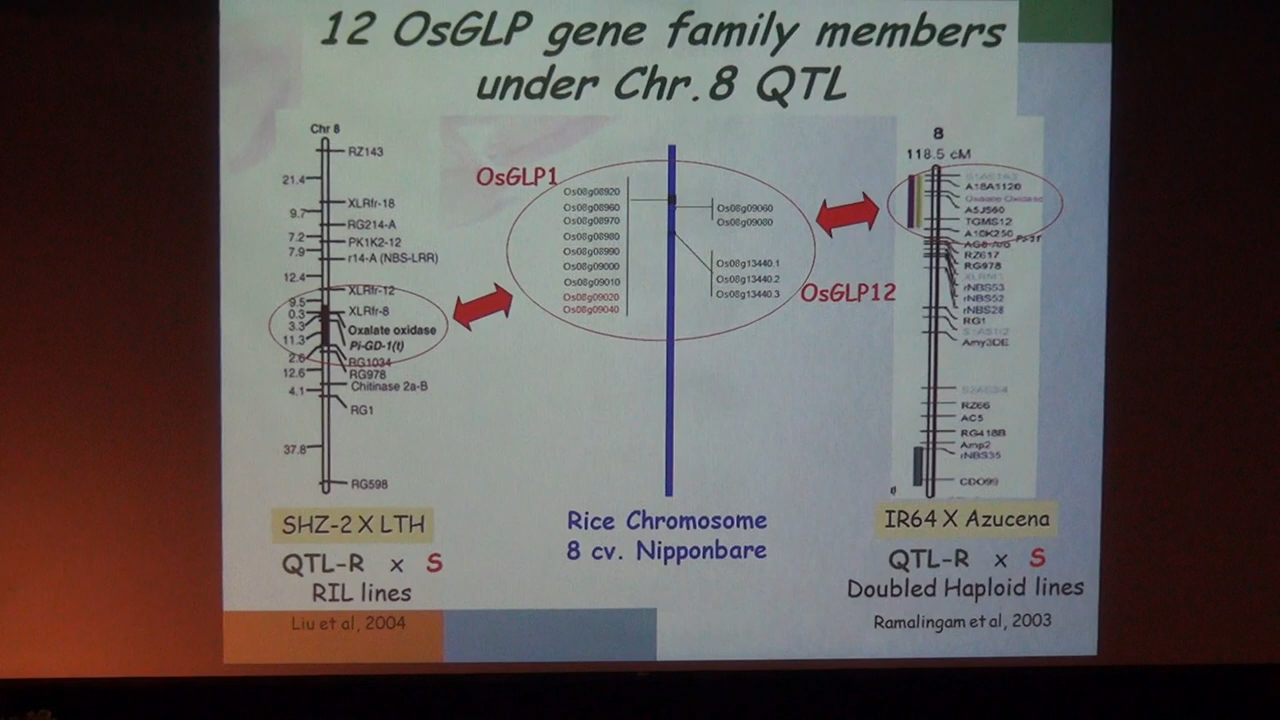 12 OsGLP gene family members
under Chr.8 QTL
Chr 8
RZ143
21.4
XLRfr-18
9.7
RG214-A
7.2
PK1K2-12
7.9
r14-A (NBS-LRR)
12.4
XLRfr-12
9.5
XLRfr-8
0.3
3.3
Oxalate oxidase
11.3
Pi-GD-1(t)
2.6
RG1034
12.6
RG978
4.1
Chitinase 2a-B
RG1
37.8
RG598
SHZ-2 X LTH
QTL-R x S
RIL lines
Liu et al, 2004
OsGLP1
Os08g08920
Os08g08960
Os08g08970
Os08g08980
Os08g08990
Os08g09000
Os08g09010
Os08g09020
Os08g09040
Os08g09060
Os08g09080
Os08g13440.1
Os08g13440.2
Os08g13440.3
OsGLP12
Rice Chromosome
8 cv. Nipponbare
8
118.5 cM
A18A1120
Oxalate Oxidase
A5J560
TGMS12
A10K250
RZ617
RG978
rNBS53
rNBS52
rNBS28
RG1
Amy3DE
RZ66
AC5
RG418B
Amp2
rNBS35
CDO99
IR64 X Azucena
QTL-R x S
Doubled Haploid lines
Ramalingam et al, 2003